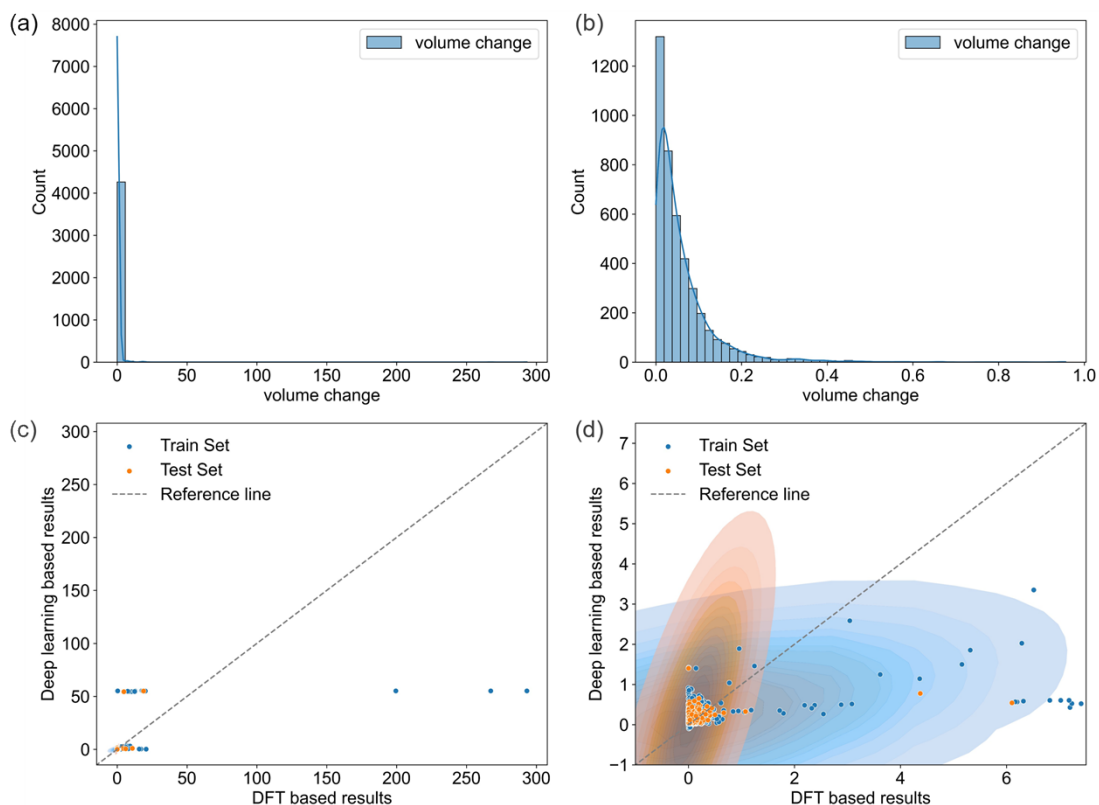 (a)
volume change
8000
7000
6000
5000
4000
3000
2000
1000
0
Count
0 50 100 150 200 250 300
volume change
(b)
volume change
1200
1000
800
600
400
200
0
Count
0.0 0.2 0.4 0.6 0.8 1.0
volume change
(c)
Train Set
Test Set
Reference line
300
250
200
150
100
50
0
Deep learning based results
0 50 100 150 200 250 300
DFT based results
(d)
Train Set
Test Set
Reference line
7
6
5
4
3
2
1
0
−1
Deep learning based results
0 2 4 6
DFT based results